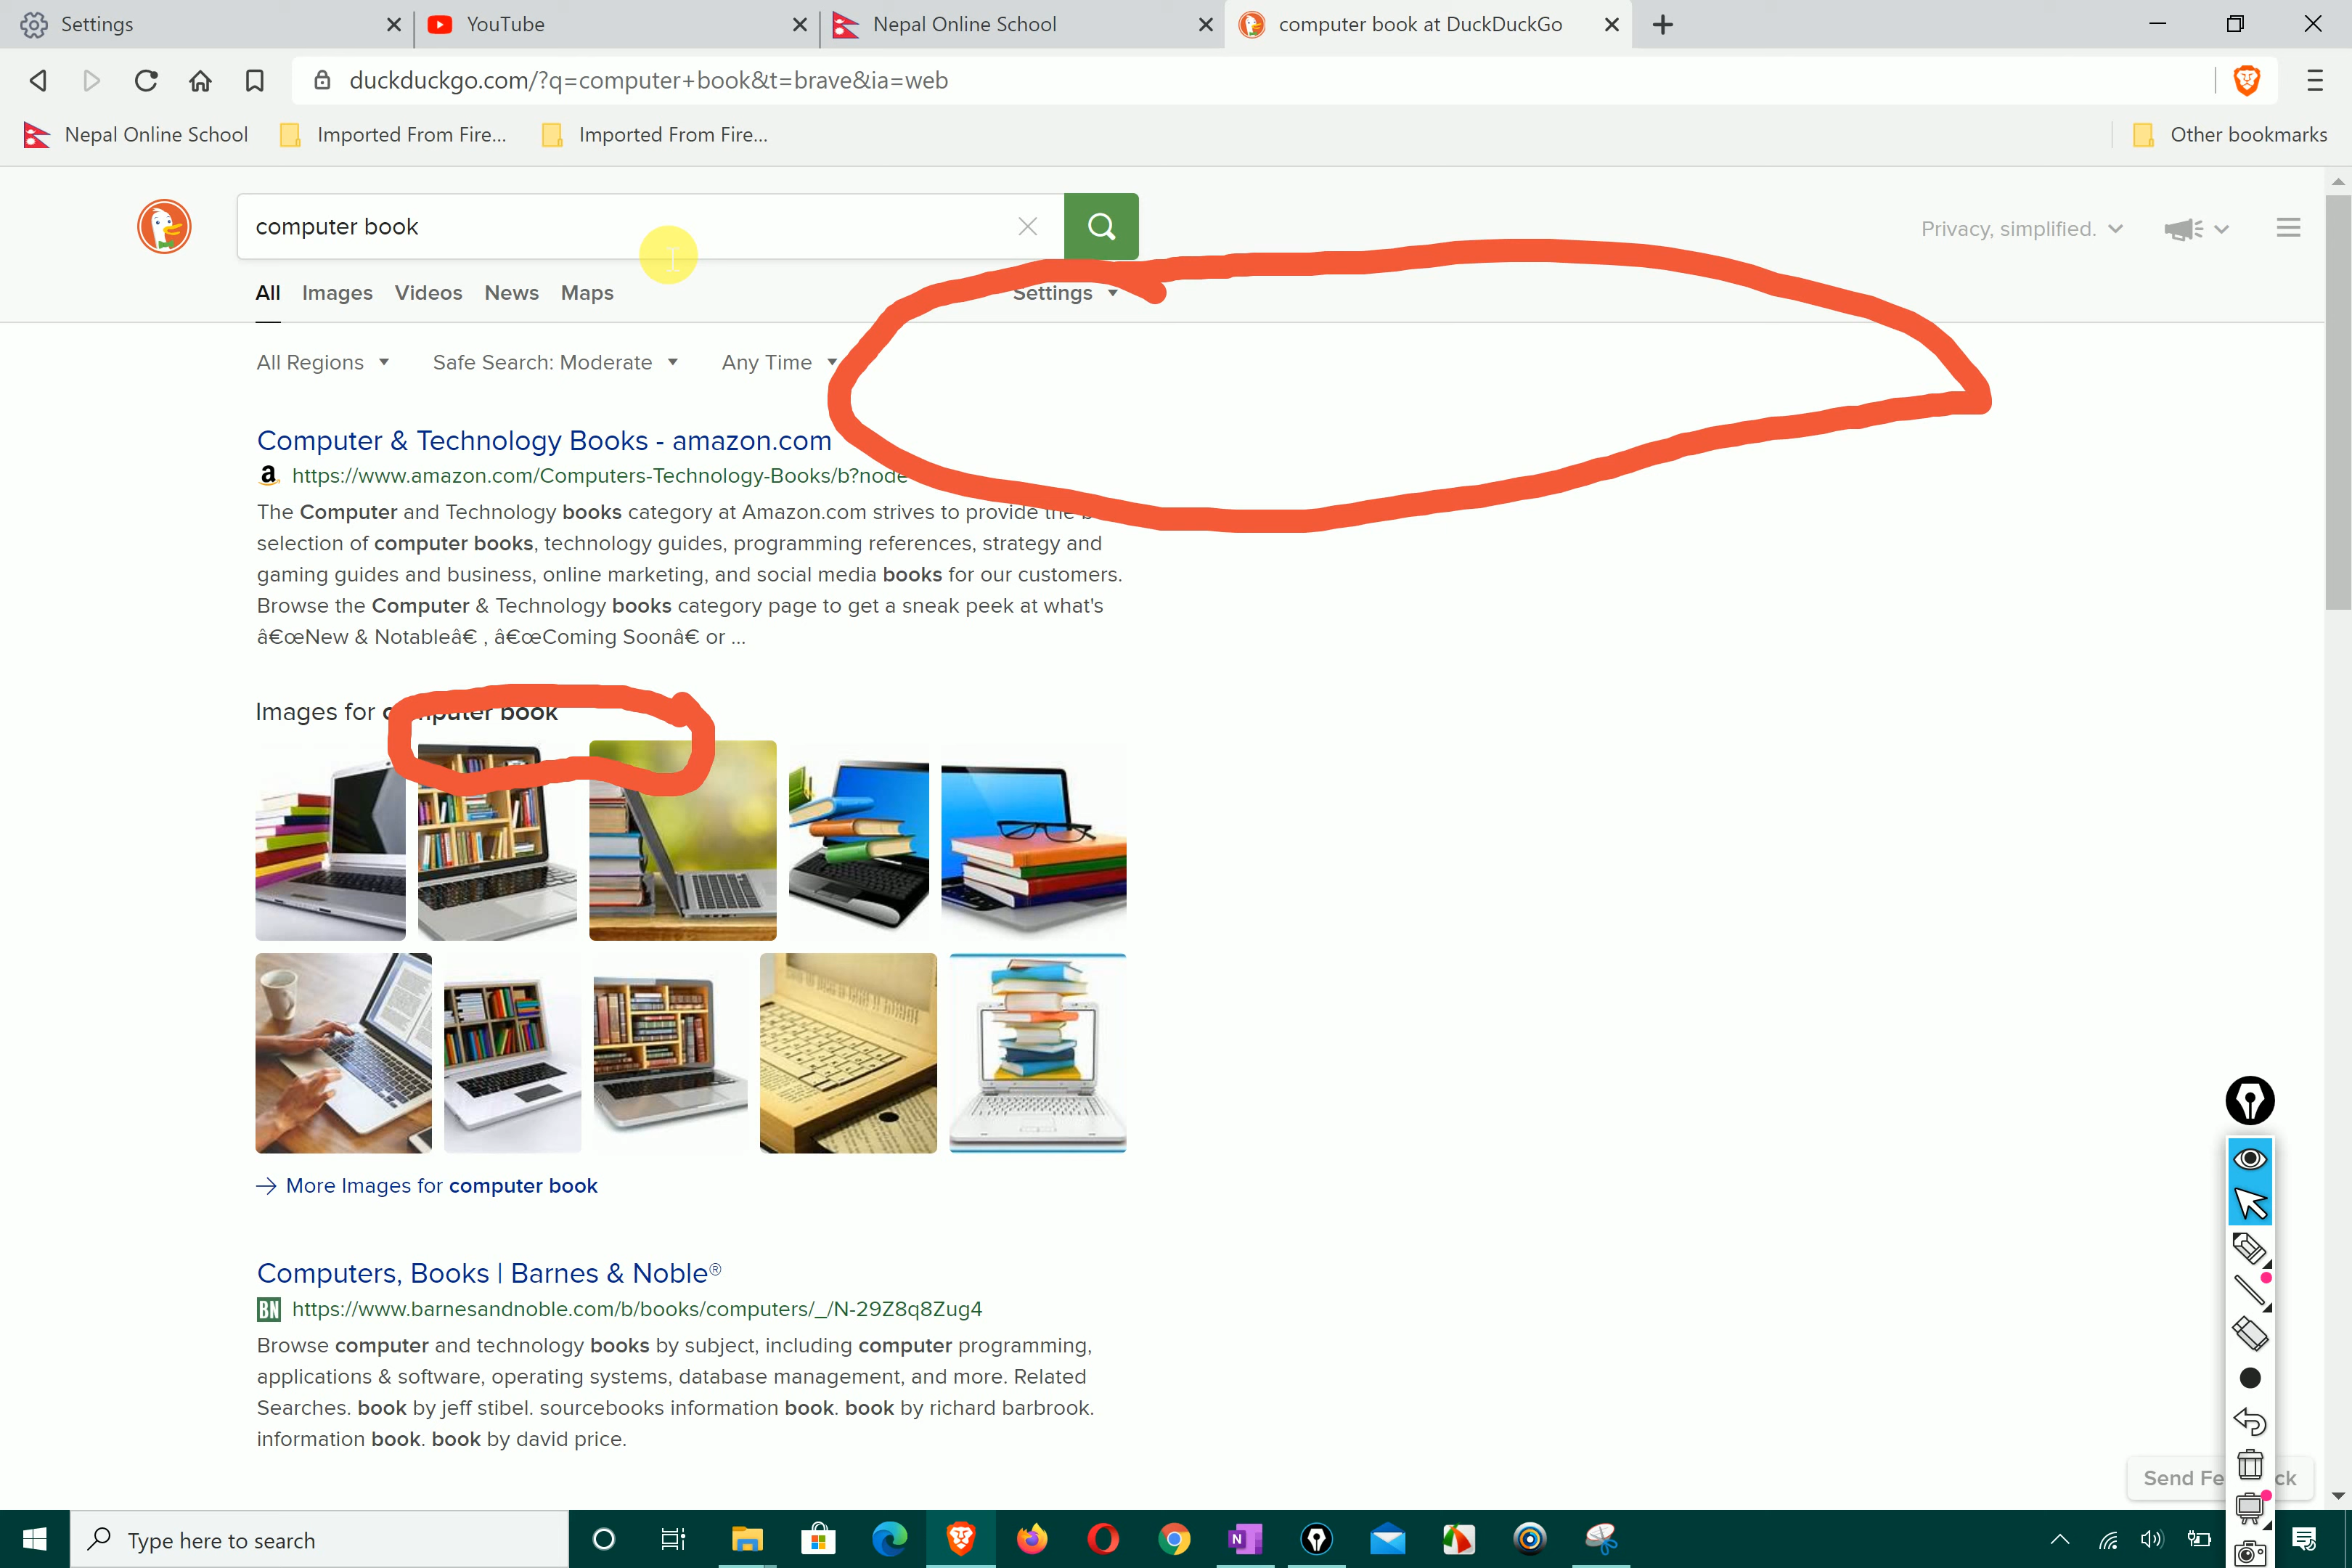 Settings
YouTube
Nepal Online School
computer book at DuckDuckGo
duckduckgo.com/?q=computer+book&t=brave&ia=web
Nepal Online School
Imported From Fire...
Imported From Fire...
Other bookmarks
computer book
Privacy, simplified.
All Images Videos News Maps
Settings
All Regions
Safe Search: Moderate
Any Time
Computer & Technology Books - amazon.com
a https://www.amazon.com/Computers-Technology-Books/b?node
The Computer and Technology books category at Amazon.com strives to provide the
selection of computer books, technology guides, programming references, strategy and
gaming guides and business, online marketing, and social media books for our customers.
Browse the Computer & Technology books category page to get a sneak peek at what's
â€œNew & Notableâ€ , â€œComing Soonâ€ or ...
Images for computer book
More Images for computer book
Computers, Books | Barnes & Noble®
BN https://www.barnesandnoble.com/b/books/computers/_/N-29Z8q8Zug4
Browse computer and technology books by subject, including computer programming,
applications & software, operating systems, database management, and more. Related
Searches. book by jeff stibel. sourcebooks information book. book by richard barbrook.
information book. book by david price.
Send Fe ck
Type here to search